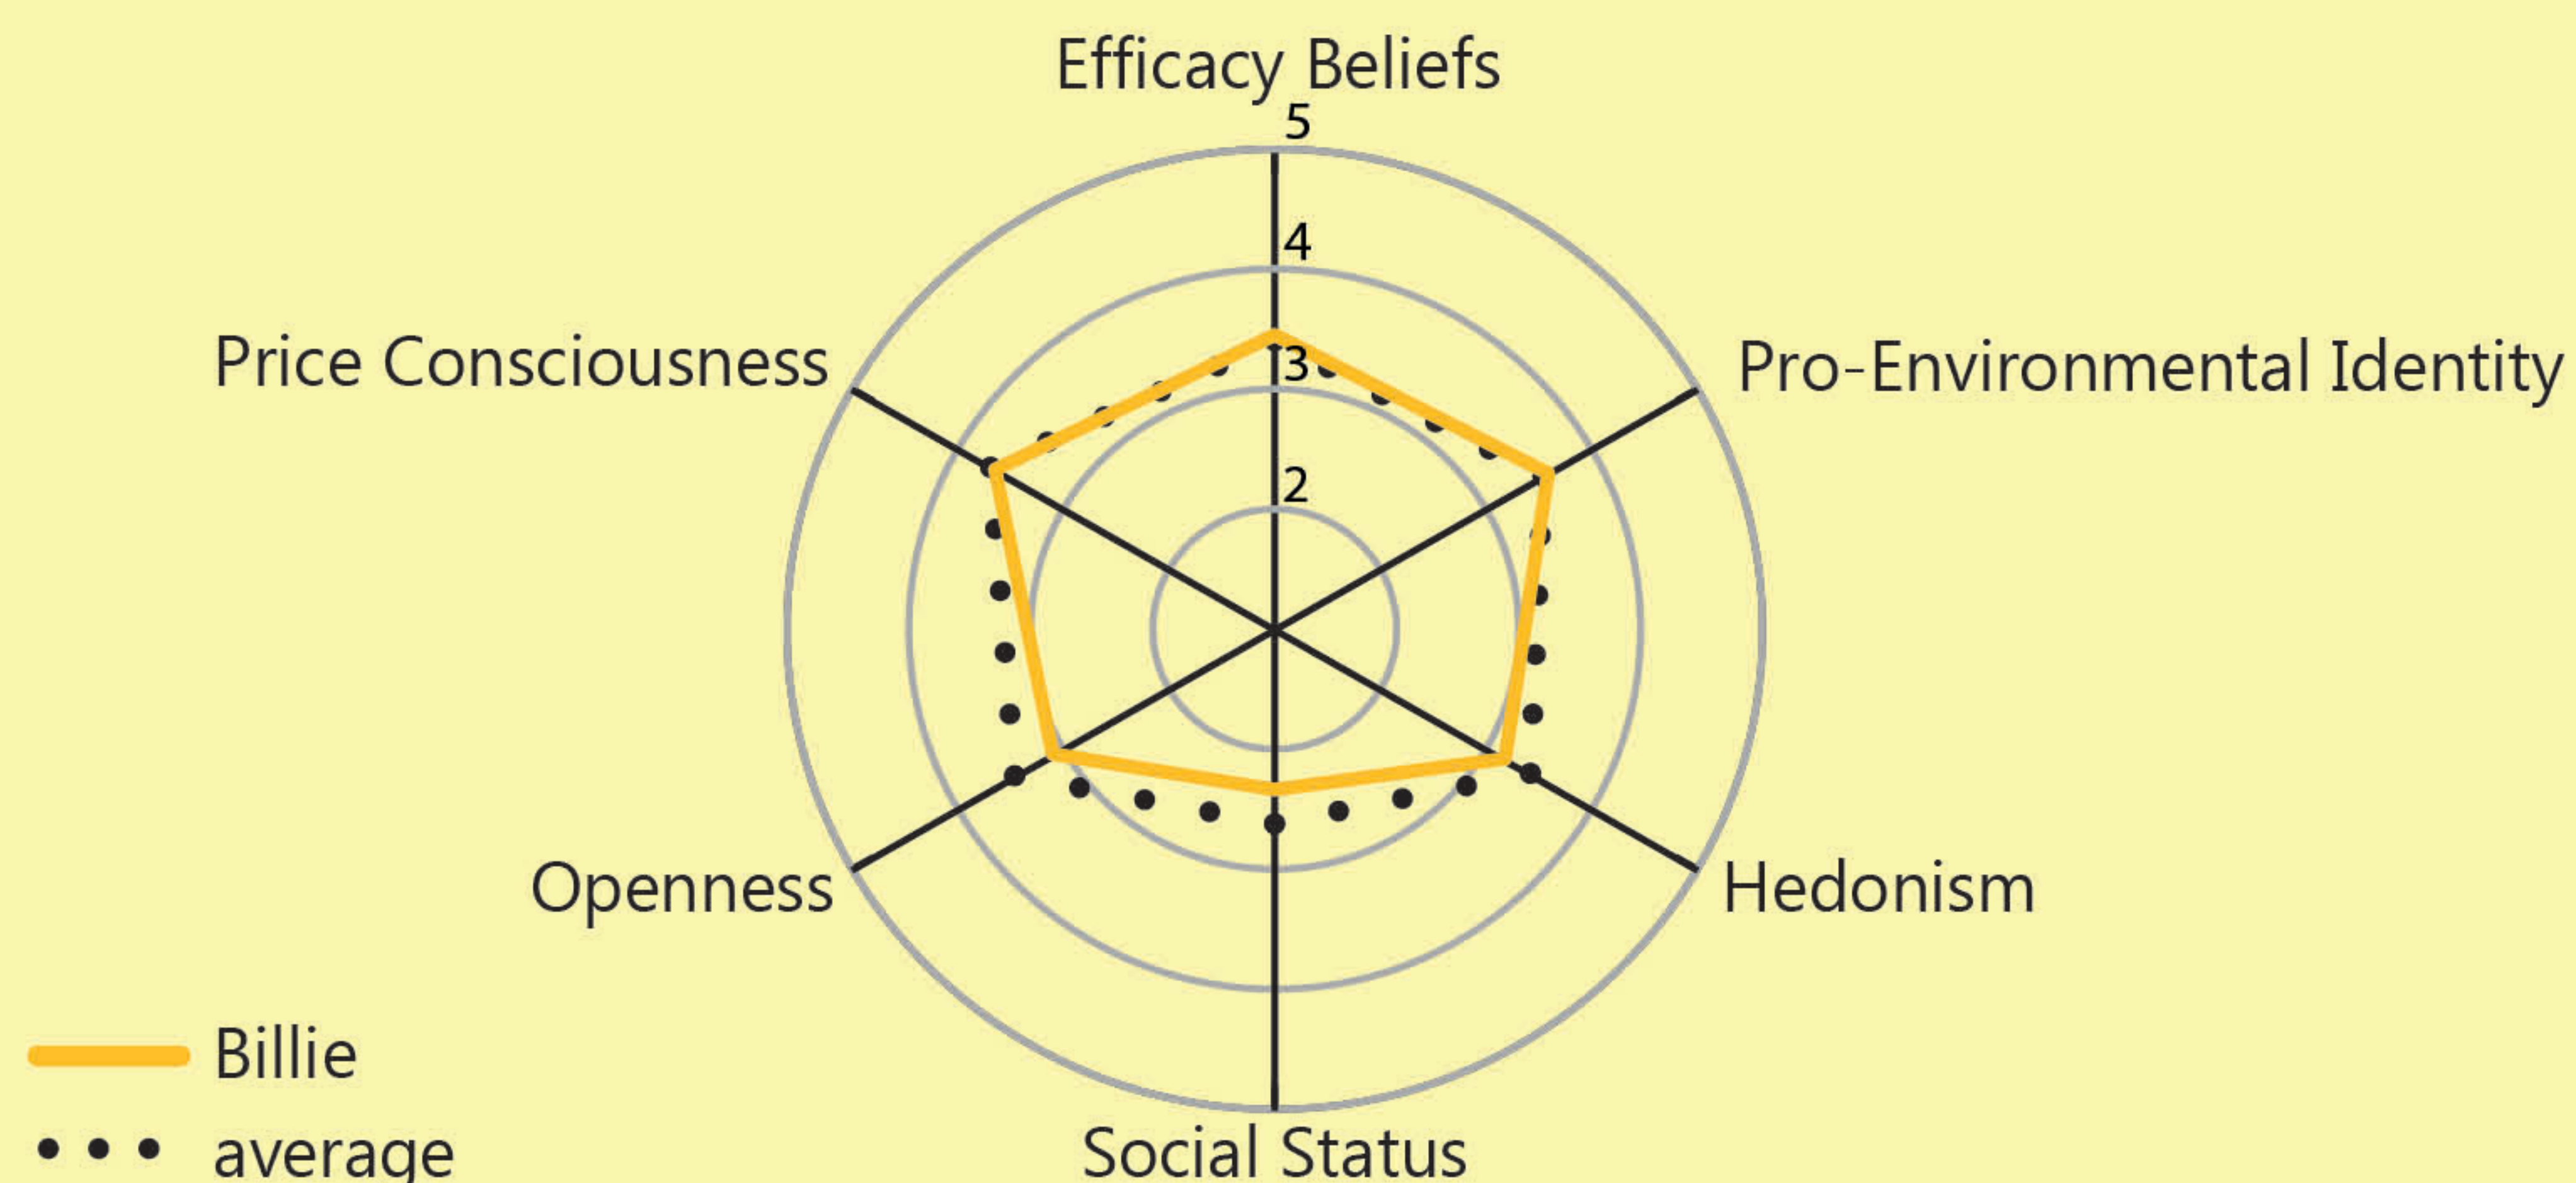 Efficacy Beliefs
5
4
Price Consciousness
Pro-Environmental Identity
3
2
Openness
Hedonism
Billie
average
Social Status